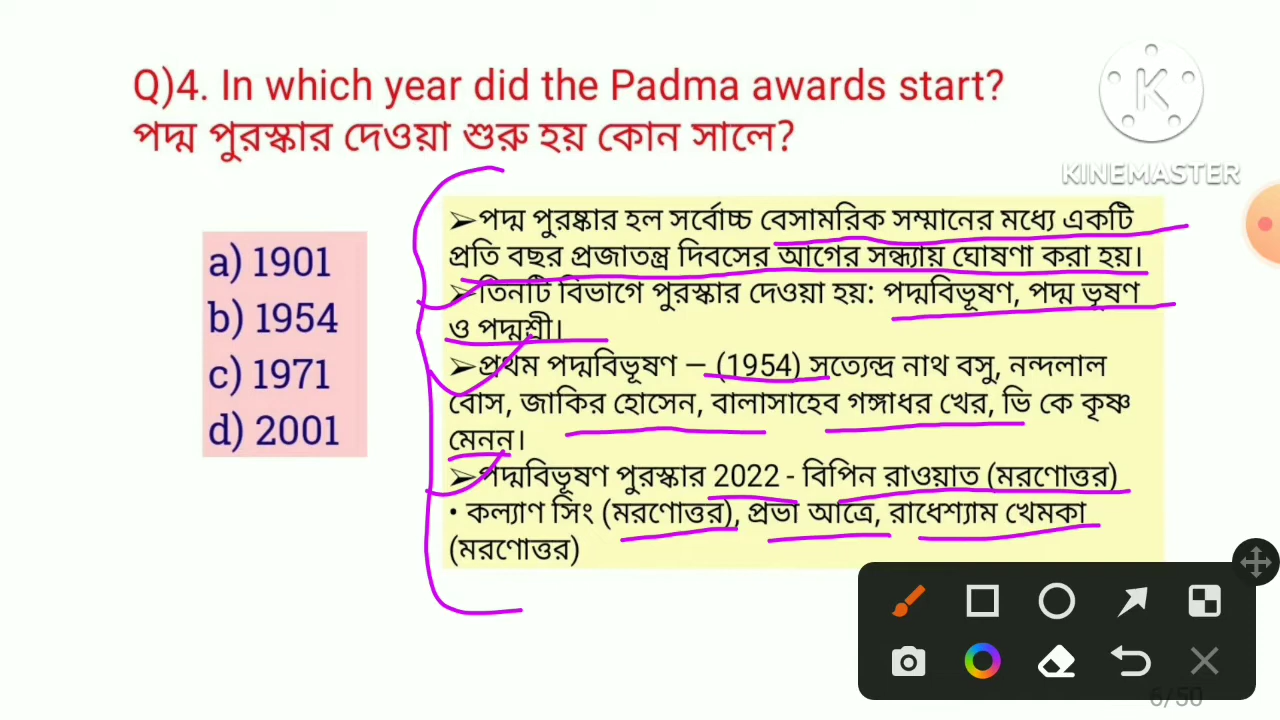 Q)4. In which year did the Padma awards start?
পদ্ম পুরস্কার দেওয়া শুরু হয় কোন সালে?
KINEMASTER
a) 1901
b) 1954
c) 1971
d) 2001
➢পদ্ম পুরষ্কার হল সর্বোচ্চ বেসামরিক সম্মানের মধ্যে একটি
প্রতি বছর প্রজাতন্ত্র দিবসের আগের সন্ধ্যায় ঘোষণা করা হয়।
➢তিনটি বিভাগে পুরস্কার দেওয়া হয়: পদ্মবিভূষণ, পদ্ম ভূষণ
ও পদ্মশ্রী।
➢প্রথম পদ্মবিভূষণ – (1954) সত্যেন্দ্র নাথ বসু, নন্দলাল
বোস, জাকির হোসেন, বালাসাহেব গঙ্গাধর খের, ভি কে কৃষ্ণ
মেনন।
➢পদ্মবিভূষণ পুরস্কার 2022 - বিপিন রাওয়াত (মরণোত্তর)
• কল্যাণ সিং (মরণোত্তর), প্রভা আত্রে, রাধেশ্যাম খেমকা
(মরণোত্তর)
6/50